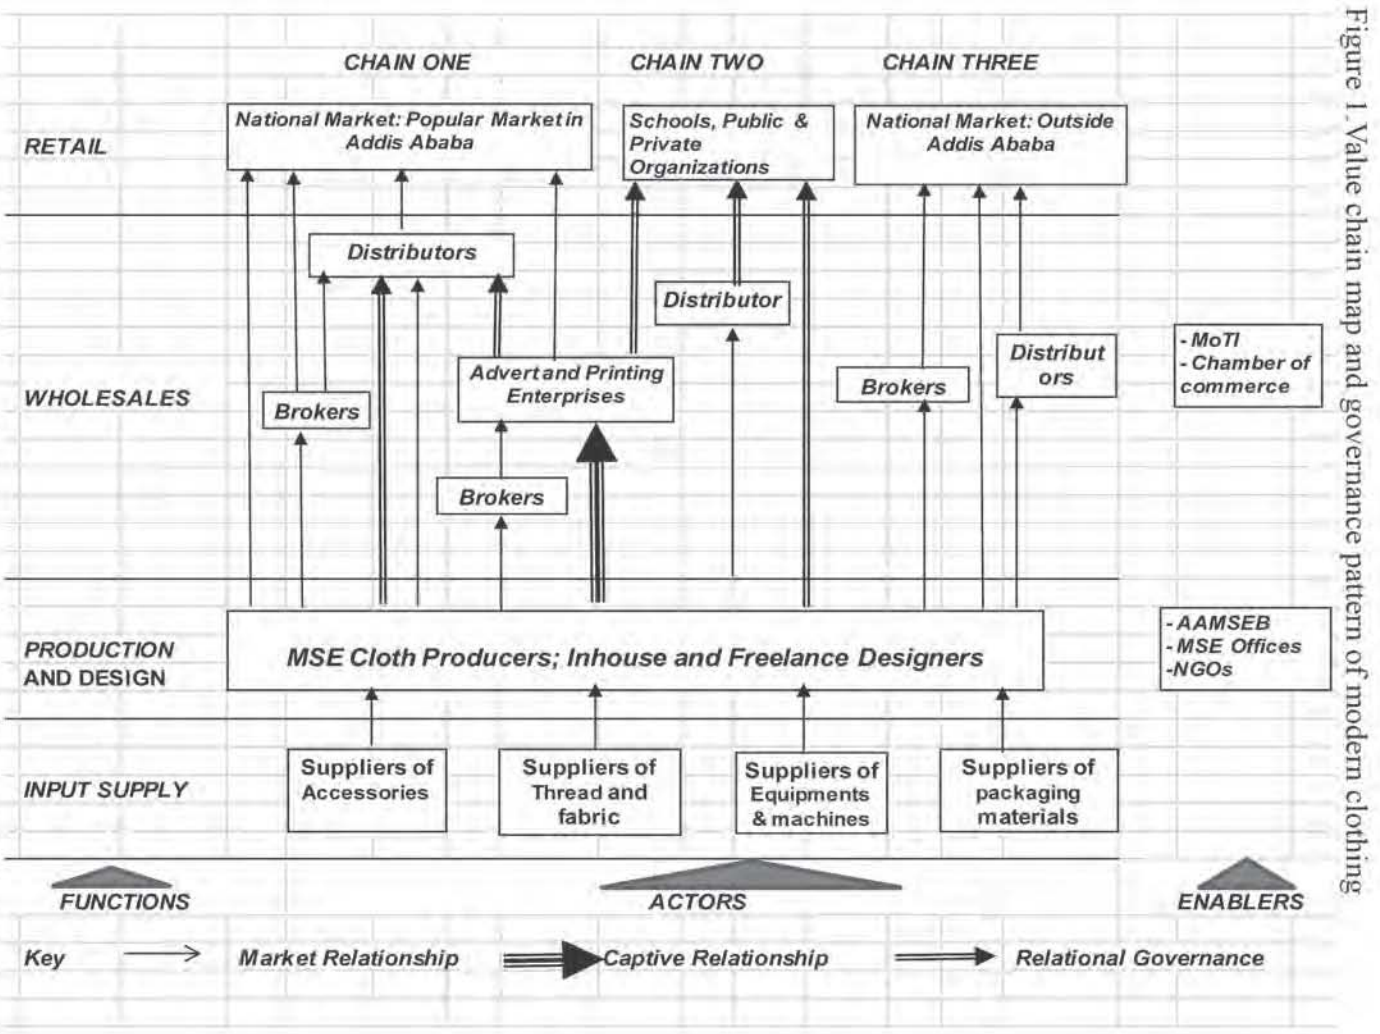 Figure 1. Value chain map and governance pattern of modern clothing
CHAIN ONE
CHAIN TWO
CHAIN THREE
RETAIL
National Market: Popular Market in
Addis Ababa
Schools, Public &
Private
Organizations
National Market: Outside
Addis Ababa
WHOLESALES
Distributors
Distributor
Distribut
ors
Advert and Printing
Enterprises
Brokers
Brokers
Brokers
- MoTI
- Chamber of
commerce
PRODUCTION
AND DESIGN
MSE Cloth Producers; Inhouse and Freelance Designers
- AAMSEB
- MSE Offices
-NGOs
INPUT SUPPLY
Suppliers of
Accessories
Suppliers of
Thread and
fabric
Suppliers of
Equipments
& machines
Suppliers of
packaging
materials
FUNCTIONS
ACTORS
ENABLERS
Key
Market Relationship
Captive Relationship
Relational Governance